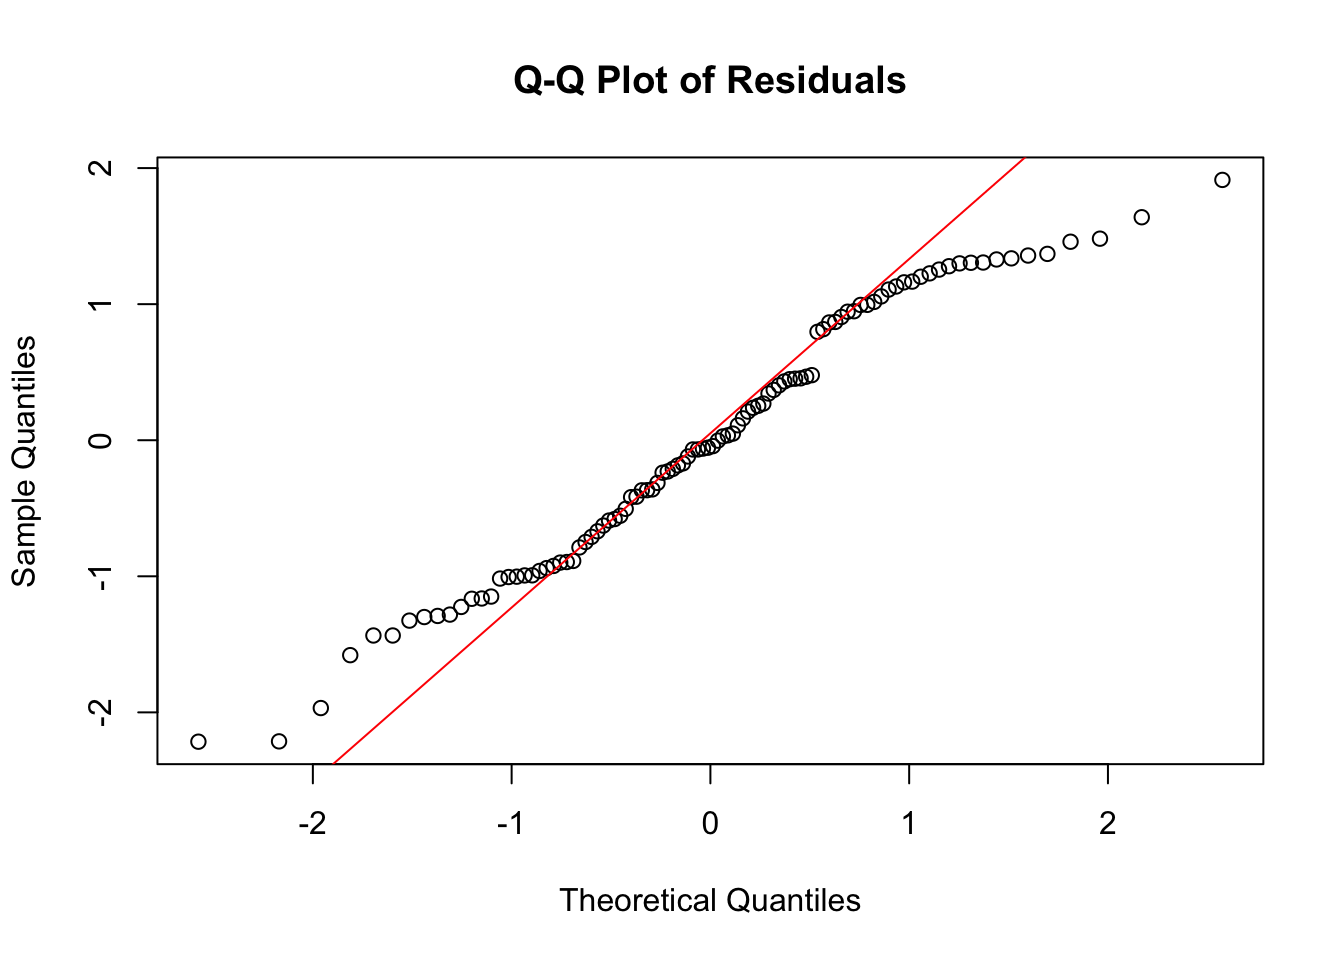 Q-Q Plot of Residuals
2
1
0
-1
-2
Sample Quantiles
-2 -1 0 1 2
Theoretical Quantiles